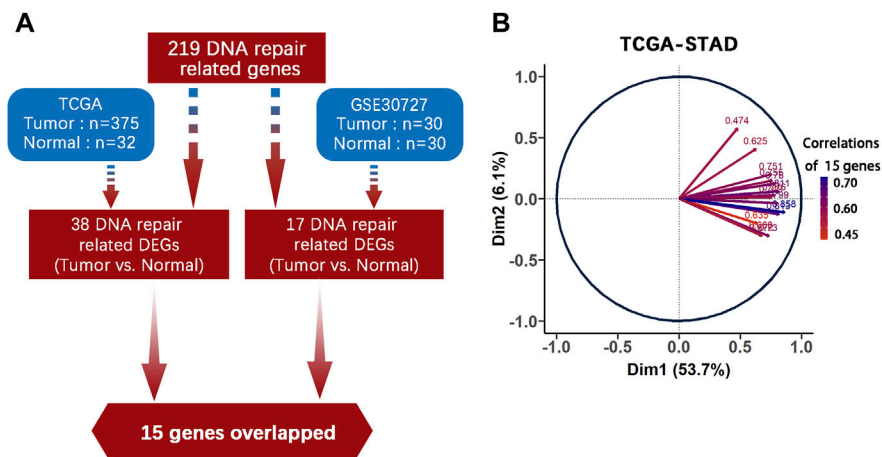 A
219 DNA repair
related genes
TCGA
Tumor : n=375
Normal : n=32
GSE30727
Tumor : n=30
Normal : n=30
38 DNA repair
related DEGs
(Tumor vs. Normal)
17 DNA repair
related DEGs
(Tumor vs. Normal)
15 genes overlapped
B
TCGA-STAD
1.0
0.5
0.0
-0.5
-1.0
Dim2 (6.1%)
0.474
0.625
0.751
0.858
0.635
-1.0
-0.5
0.0
0.5
1.0
Dim1 (53.7%)
Correlations
of 15 genes
0.70
0.60
0.45